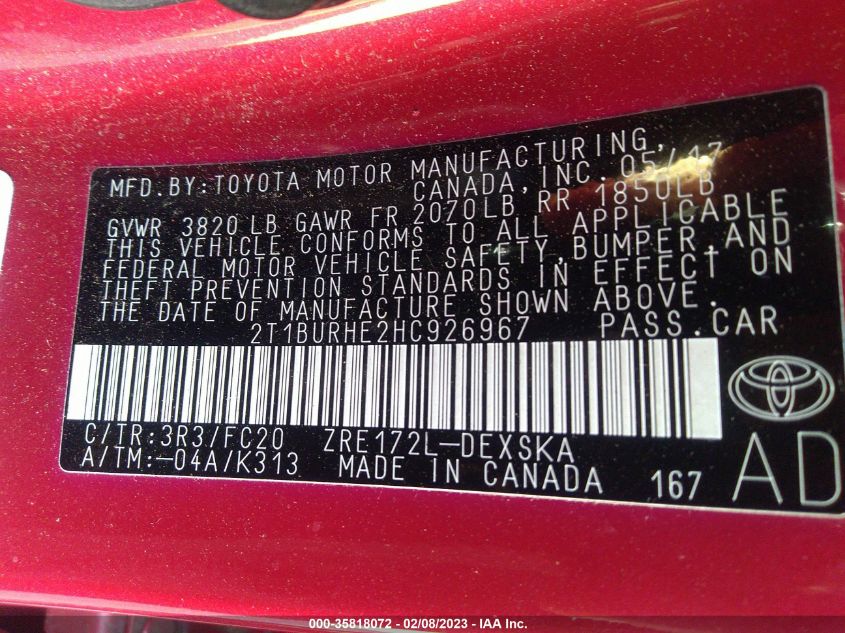 MFD.BY:TOYOTA MOTOR MANUFACTURING,
CANADA,INC. 05/17
GVWR 3820 LB GAWR FR 2070LB RR 1850LB
THIS VEHICLE CONFORMS TO ALL APPLICABLE
FEDERAL MOTOR VEHICLE SAFETY,BUMPER,AND
THEFT PREVENTION STANDARDS IN EFFECT ON
THE DATE OF MANUFACTURE SHOWN ABOVE.
2T1BURHE2HC926967 PASS.CAR
C/TR:3R3/FC20 ZRE172L-DEXSKA
A/TM:-04A/K313 MADE IN CANADA 167
AD
000-35818072 — 02/08/2023 — IAA Inc.